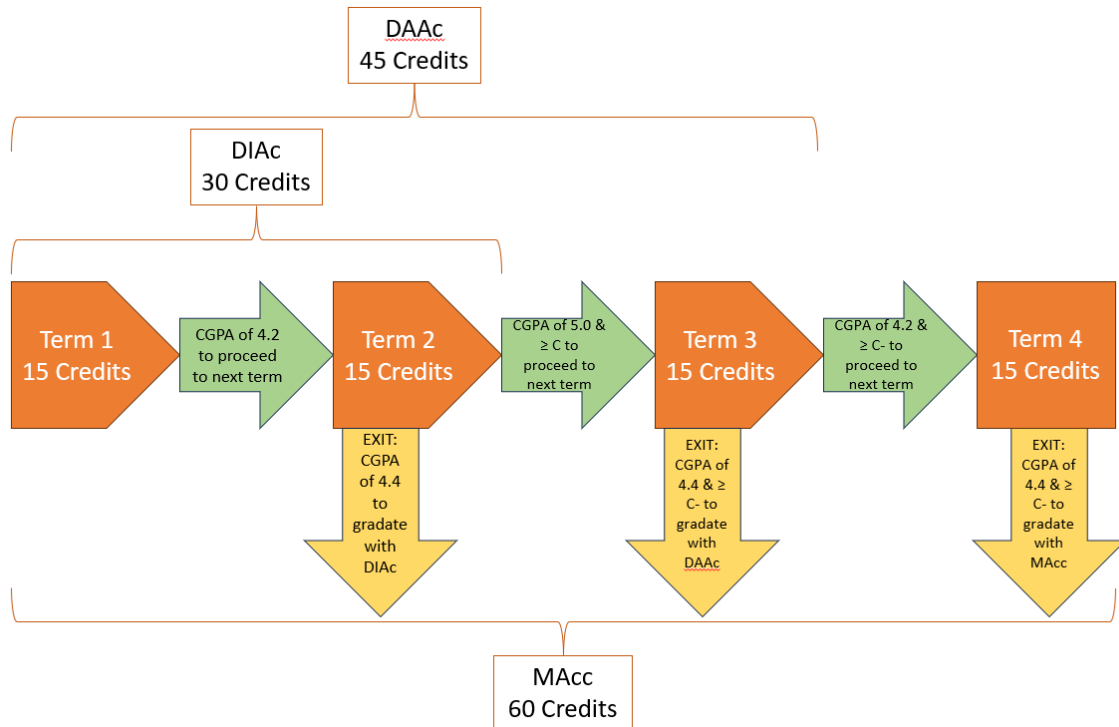 DAAc
45 Credits
DIAc
30 Credits
Term 1
15 Credits
CGPA of 4.2
to proceed
to next term
Term 2
15 Credits
CGPA of 5.0 &
≥ C to
proceed to
next term
Term 3
15 Credits
CGPA of 4.2 &
≥ C- to
proceed to
next term
Term 4
15 Credits
EXIT:
CGPA
of 4.4
to
gradate
with
DIAc
EXIT:
CGPA of
4.4 & ≥
C- to
gradate
with
DAAc
EXIT:
CGPA of
4.4 & ≥
C- to
gradate
with
MAcc
MAcc
60 Credits